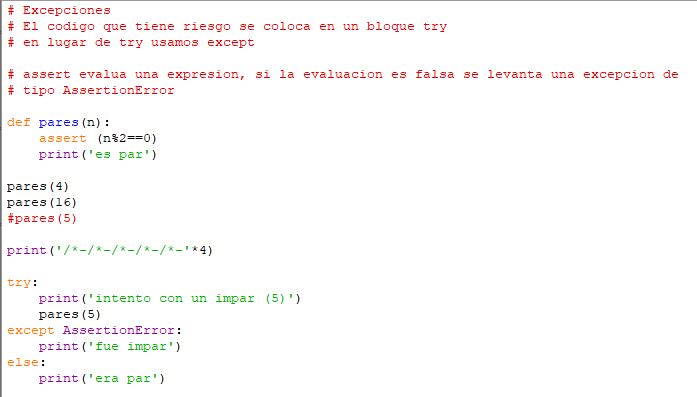 # Excepciones
# El codigo que tiene riesgo se coloca en un bloque try
# en lugar de try usamos except
# assert evalua una expresion, si la evaluacion es falsa se levanta una excepcion de
# tipo AssertionError
def pares(n):
    assert (n%2==0)
    print('es par')
pares(4)
pares(16)
#pares(5)
print('/*-/*-/*-/*-/*-'*4)
try:
    print('intento con un impar (5)')
    pares(5)
except AssertionError:
    print('fue impar')
else:
    print('era par')